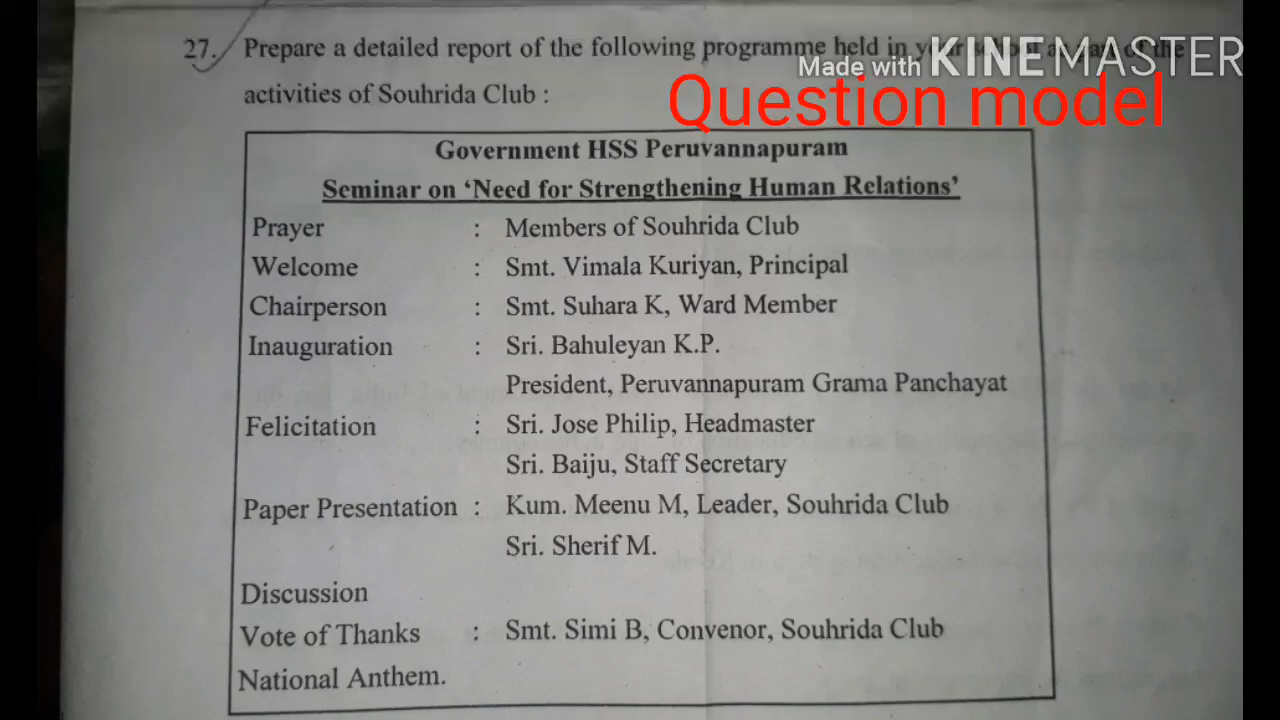 27. Prepare a detailed report of the following programme held in
activities of Souhrida Club :
Made with KINEMASTER
Question model
Government HSS Peruvannapuram
Seminar on ‘Need for Strengthening Human Relations’
Prayer : Members of Souhrida Club
Welcome : Smt. Vimala Kuriyan, Principal
Chairperson : Smt. Suhara K, Ward Member
Inauguration : Sri. Bahuleyan K.P.
President, Peruvannapuram Grama Panchayat
Felicitation : Sri. Jose Philip, Headmaster
Sri. Baiju, Staff Secretary
Paper Presentation : Kum. Meenu M, Leader, Souhrida Club
Sri. Sherif M.
Discussion
Vote of Thanks : Smt. Simi B, Convenor, Souhrida Club
National Anthem.